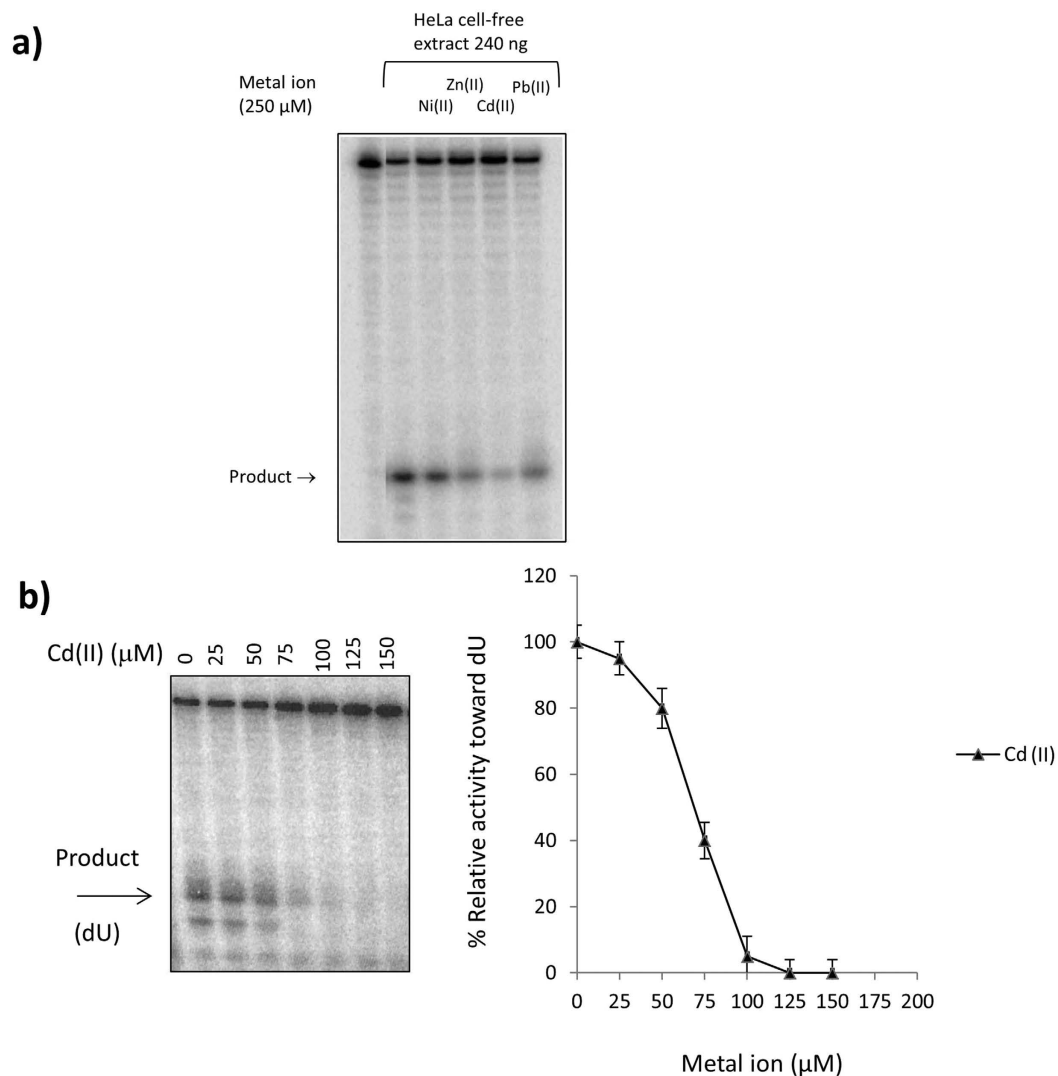 a)
HeLa cell-free
extract 240 ng
Metal ion
(250 μM)
Zn(II) Pb(II)
Ni(II) Cd(II)
Product →
b)
Cd(II) (μM)
0 25 50 75 100 125 150
Product
(dU)
% Relative activity toward dU
120
100
80
60
40
20
0
0 25 50 75 100 125 150 175 200
Metal ion (μM)
Cd (II)